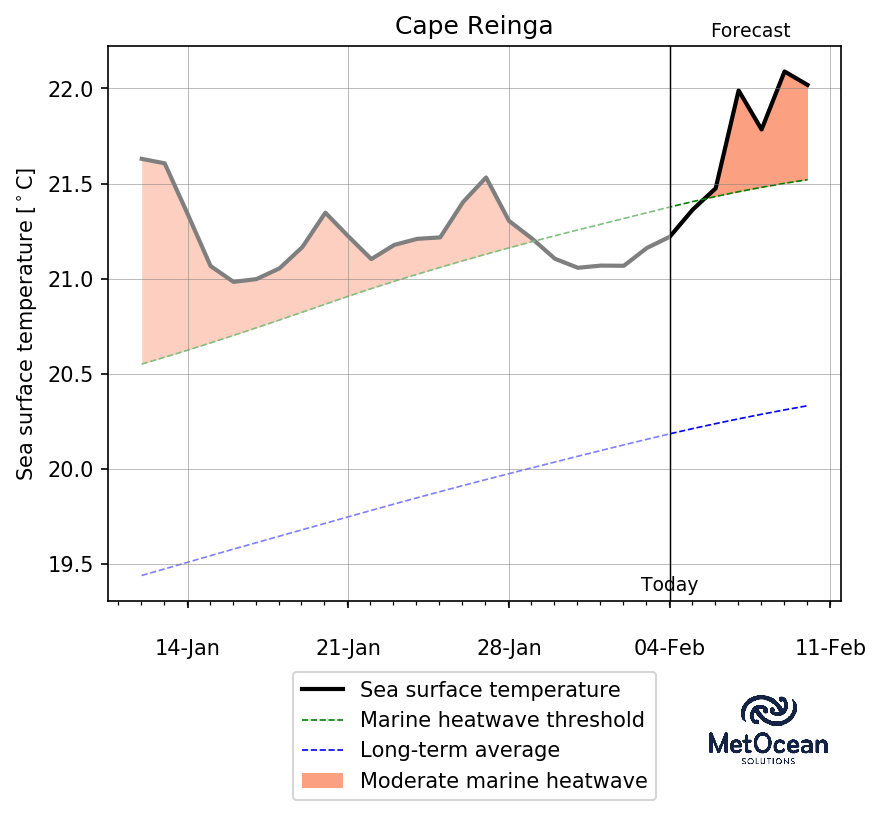 Cape Reinga
Forecast
Sea surface temperature [°C]
22.0
21.5
21.0
20.5
20.0
19.5
Today
14-Jan 21-Jan 28-Jan 04-Feb 11-Feb
Sea surface temperature
Marine heatwave threshold
Long-term average
Moderate marine heatwave
MetOcean
SOLUTIONS